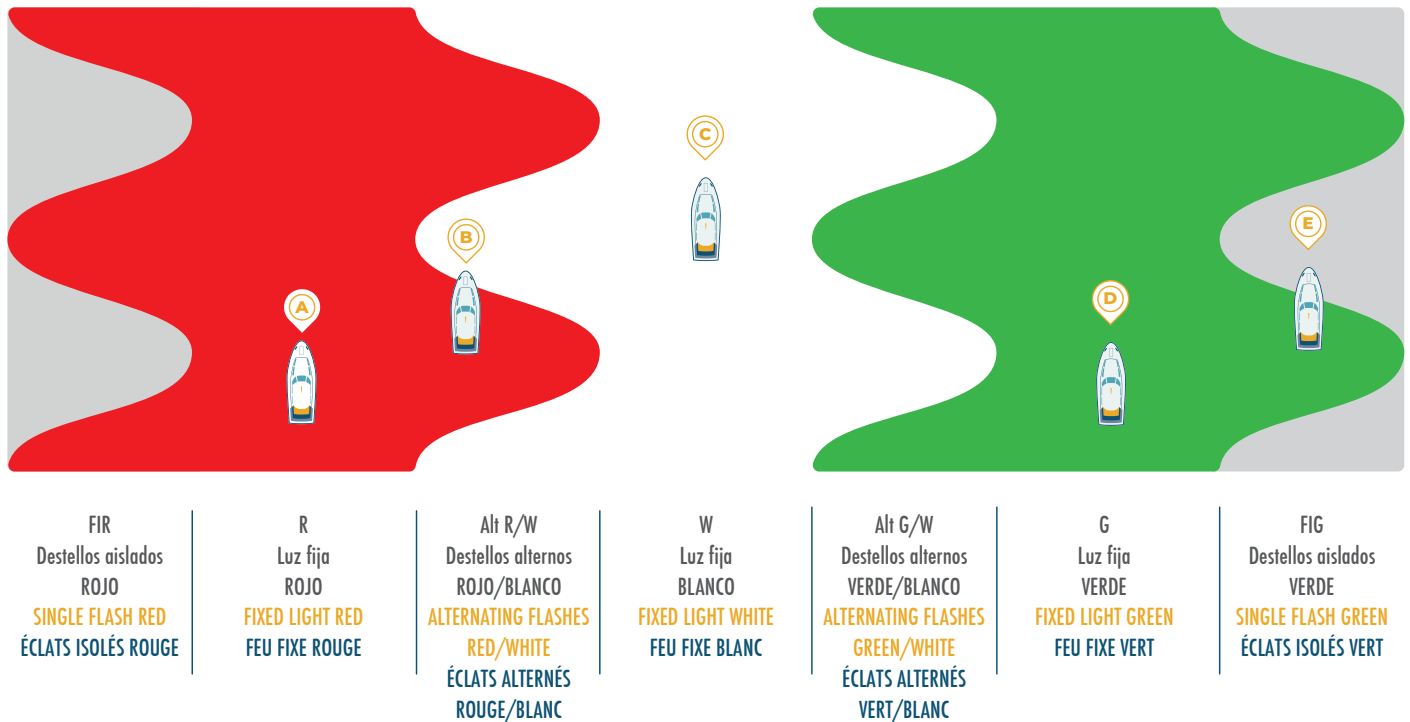 C
E
B
D
A
FIR
Destellos aislados
ROJO
SINGLE FLASH RED
ÉCLATS ISOLÉS ROUGE
R
Luz fija
ROJO
FIXED LIGHT RED
FEU FIXE ROUGE
Alt R/W
Destellos alternos
ROJO/BLANCO
ALTERNATING FLASHES
RED/WHITE
ÉCLATS ALTERNÉS
ROUGE/BLANC
W
Luz fija
BLANCO
FIXED LIGHT WHITE
FEU FIXE BLANC
Alt G/W
Destellos alternos
VERDE/BLANCO
ALTERNATING FLASHES
GREEN/WHITE
ÉCLATS ALTERNÉS
VERT/BLANC
G
Luz fija
VERDE
FIXED LIGHT GREEN
FEU FIXE VERT
FIG
Destellos aislados
VERDE
SINGLE FLASH GREEN
ÉCLATS ISOLÉS VERT